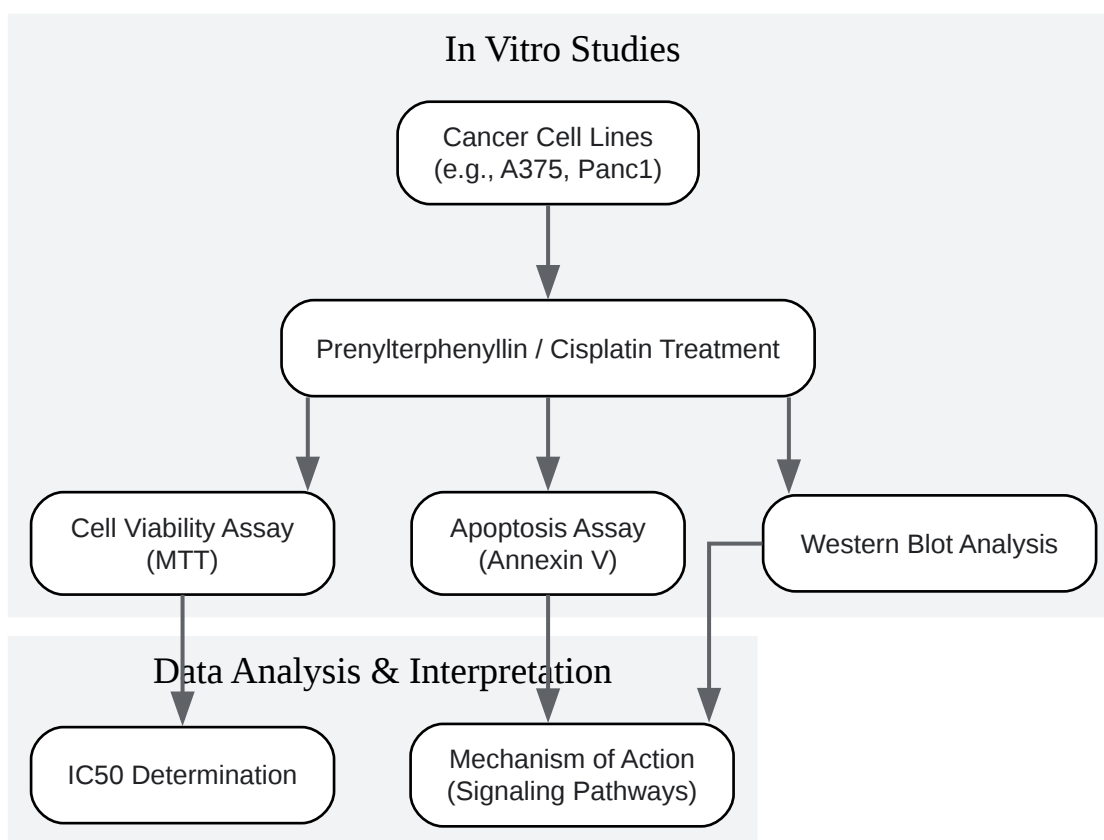 In Vitro Studies
Cancer Cell Lines
(e.g., A375, Panc1)
Prenylterphenyllin / Cisplatin Treatment
Cell Viability Assay
(MTT)
Apoptosis Assay
(Annexin V)
Western Blot Analysis
Data Analysis & Interpretation
IC50 Determination
Mechanism of Action
(Signaling Pathways)